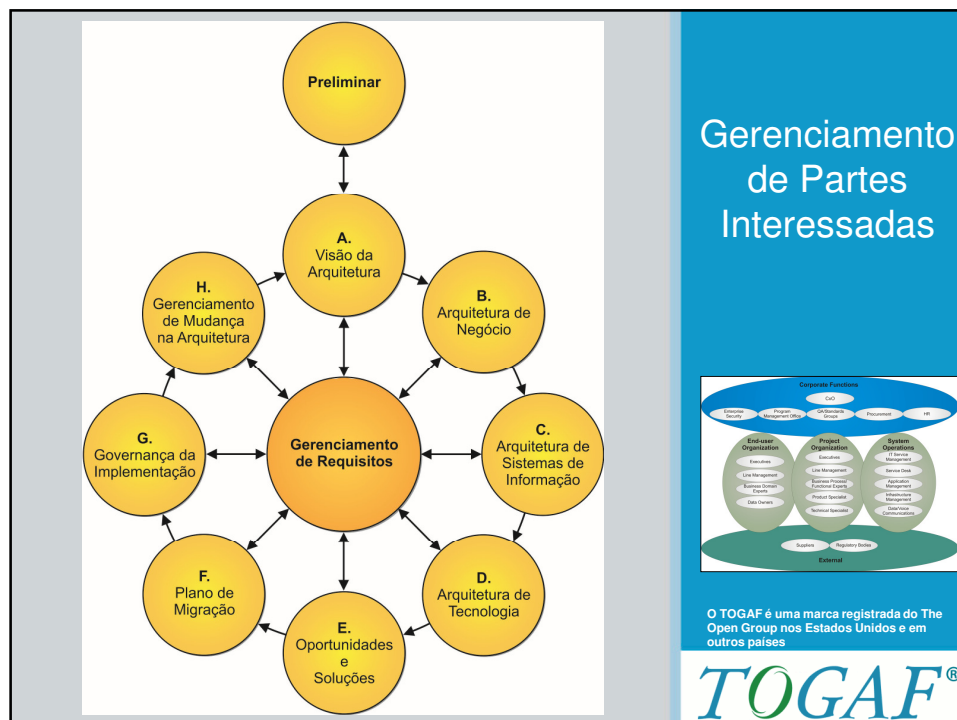 Preliminar
A.
Visão da
Arquitetura
B.
Arquitetura de
Negócio
C.
Arquitetura de
Sistemas de
Informação
D.
Arquitetura de
Tecnologia
E.
Oportunidades
e
Soluções
F.
Plano de
Migração
G.
Governança da
Implementação
H.
Gerenciamento
de Mudança
na Arquitetura
Gerenciamento
de Requisitos
Gerenciamento
de Partes
Interessadas
Corporate Functions
CxO
Enterprise
Security
Program
Management Office
QA/Standards
Groups
Procurement
HR
End-user
Organization
Executives
Line Management
Business Domain
Experts
Data Owners
Project
Organization
Executives
Line Management
Business Process/
Functional Experts
Product Specialist
Technical Specialist
System
Operations
IT Service
Management
Service Desk
Application
Management
Infrastructure
Management
Data/Voice
Communications
Suppliers
Regulatory Bodies
External
O TOGAF é uma marca registrada do The
Open Group nos Estados Unidos e em
outros países
TOGAF®